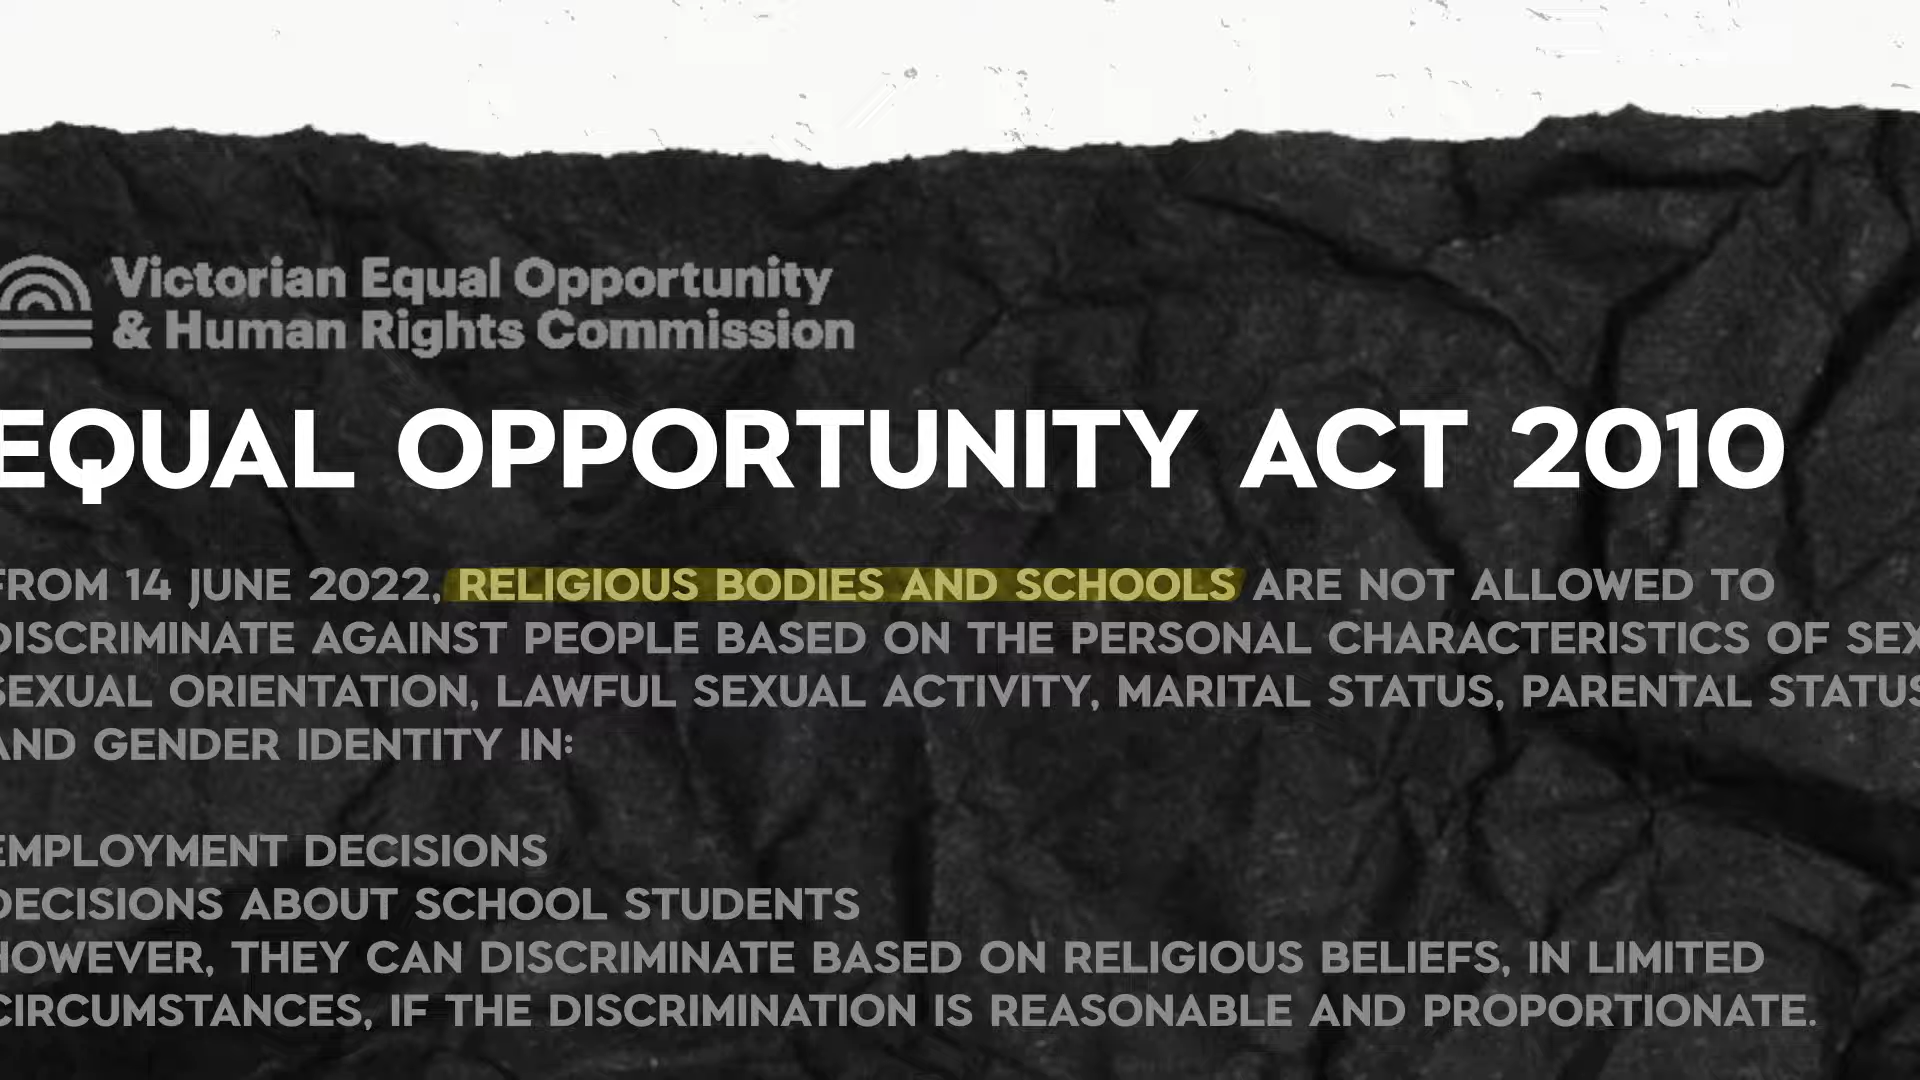 Victorian Equal Opportunity
& Human Rights Commission
EQUAL OPPORTUNITY ACT 2010
FROM 14 JUNE 2022, RELIGIOUS BODIES AND SCHOOLS ARE NOT ALLOWED TO
DISCRIMINATE AGAINST PEOPLE BASED ON THE PERSONAL CHARACTERISTICS OF SEX
SEXUAL ORIENTATION, LAWFUL SEXUAL ACTIVITY, MARITAL STATUS, PARENTAL STATUS
AND GENDER IDENTITY IN:
EMPLOYMENT DECISIONS
DECISIONS ABOUT SCHOOL STUDENTS
HOWEVER, THEY CAN DISCRIMINATE BASED ON RELIGIOUS BELIEFS, IN LIMITED
CIRCUMSTANCES, IF THE DISCRIMINATION IS REASONABLE AND PROPORTIONATE.